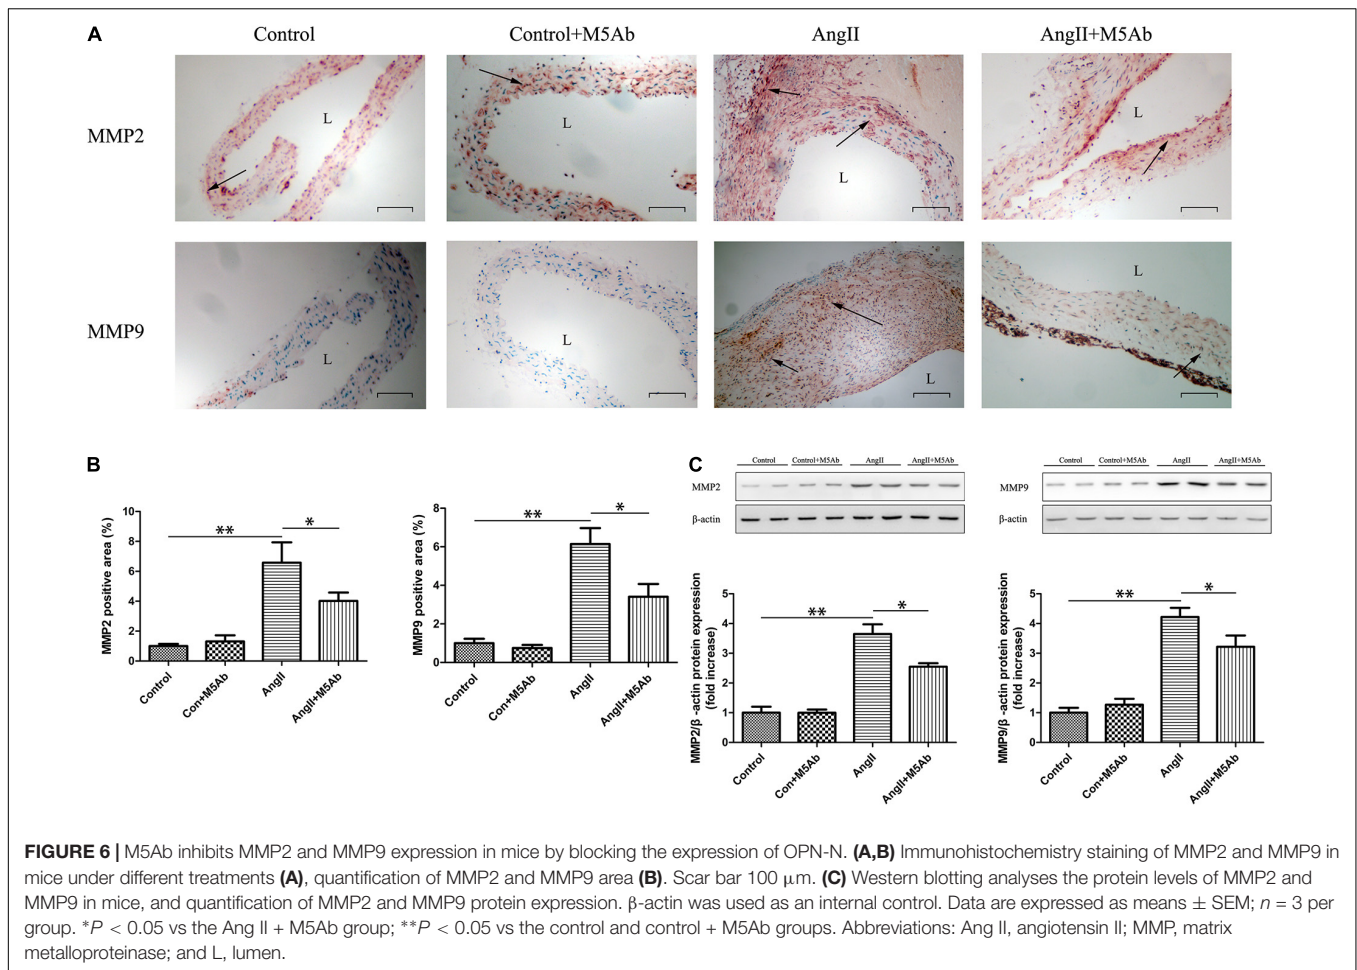 A
Control
Control+M5Ab
AngII
AngII+M5Ab
MMP2
L
L
L
L
MMP9
L
L
L
L
B
MMP2 positive area (%)
10
8
6
4
2
0
**
*
Control
Con+M5Ab
AngII
AngII+M5Ab
MMP9 positive area (%)
8
6
4
2
0
**
*
Control
Con+M5Ab
AngII
AngII+M5Ab
C
Control
Control+M5Ab
AngII
AngII+M5Ab
MMP2
β-actin
MMP2/β -actin protein expression
(fold increase)
5
4
3
2
1
0
**
*
Control
Con+M5Ab
AngII
AngII+M5Ab
Control
Control+M5Ab
AngII
AngII+M5Ab
MMP9
β-actin
MMP9/β -actin protein expression
(fold increase)
5
4
3
2
1
0
**
*
Control
Con+M5Ab
AngII
AngII+M5Ab
FIGURE 6 | M5Ab inhibits MMP2 and MMP9 expression in mice by blocking the expression of OPN-N. (A,B) Immunohistochemistry staining of MMP2 and MMP9 in
mice under different treatments (A), quantification of MMP2 and MMP9 area (B). Scar bar 100 μm. (C) Western blotting analyses the protein levels of MMP2 and
MMP9 in mice, and quantification of MMP2 and MMP9 protein expression. β-actin was used as an internal control. Data are expressed as means ± SEM; n = 3 per
group. *P < 0.05 vs the Ang II + M5Ab group; **P < 0.05 vs the control and control + M5Ab groups. Abbreviations: Ang II, angiotensin II; MMP, matrix
metalloproteinase; and L, lumen.